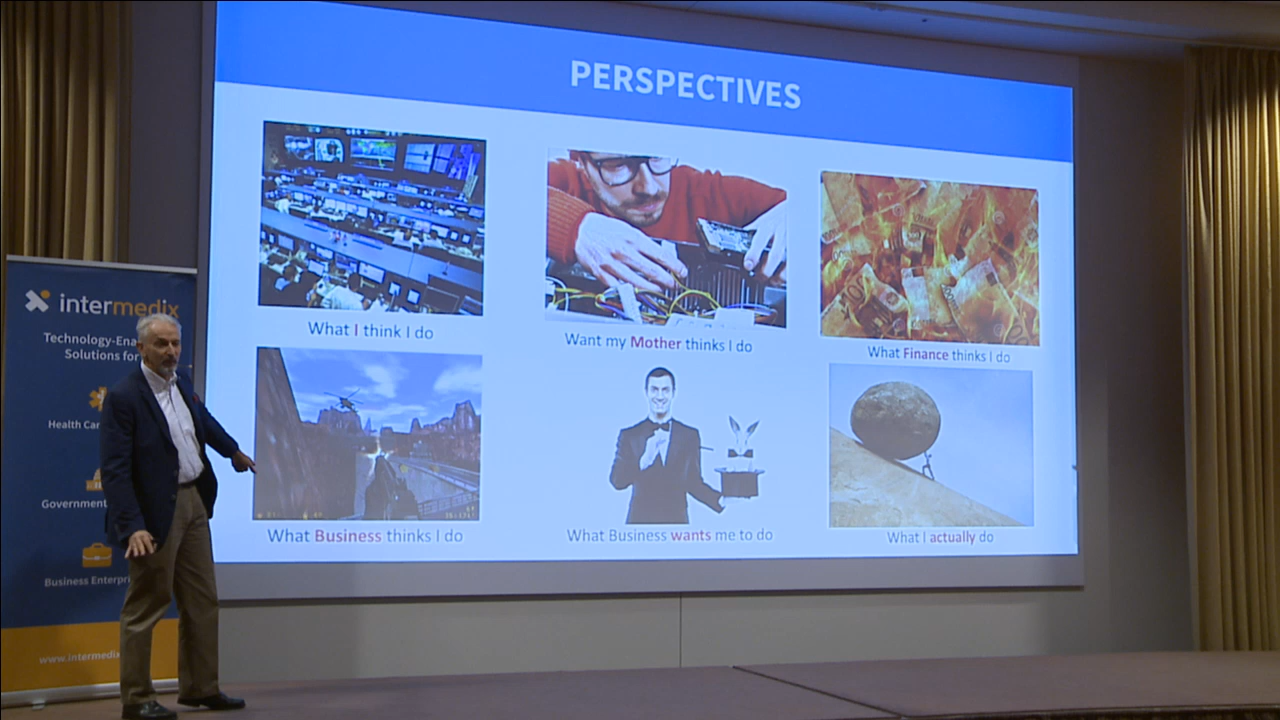 PERSPECTIVES
What I think I do
Want my Mother thinks I do
What Finance thinks I do
What Business thinks I do
What Business wants me to do
What I actually do
intermedix
Technology-Ena
Solutions for
Health Car
Government
Business Enterpri
www.intermedix